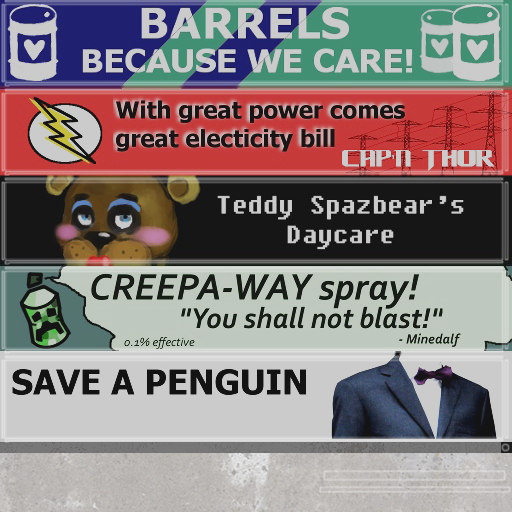 BARRELS
BECAUSE WE CARE!
With great power comes
great electicity bill
CAP'N THOR
Teddy Spazbear's
Daycare
CREEPA-WAY spray!
"You shall not blast!"
0.1% effective
- Minedalf
SAVE A PENGUIN